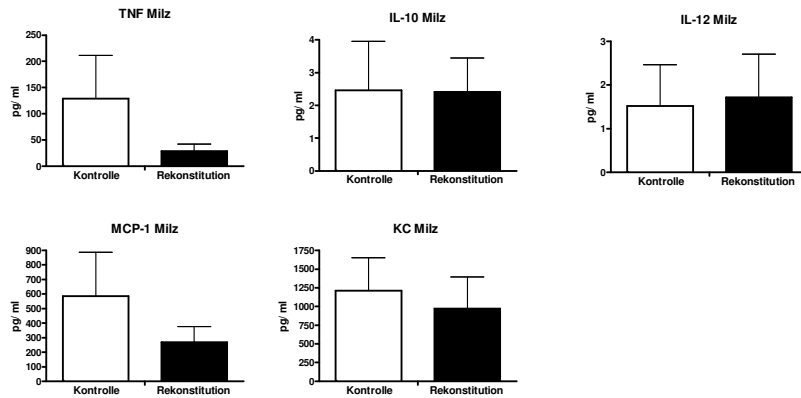 TNF Milz
pg/ ml
250
200
150
100
50
0
Kontrolle Rekonstitution
IL-10 Milz
pg/ ml
4
3
2
1
0
Kontrolle Rekonstitution
IL-12 Milz
pg/ ml
3
2
1
0
Kontrolle Rekonstitution
MCP-1 Milz
pg/ ml
900
800
700
600
500
400
300
200
100
0
Kontrolle Rekonstitution
KC Milz
pg/ ml
1750
1500
1250
1000
750
500
250
0
Kontrolle Rekonstitution